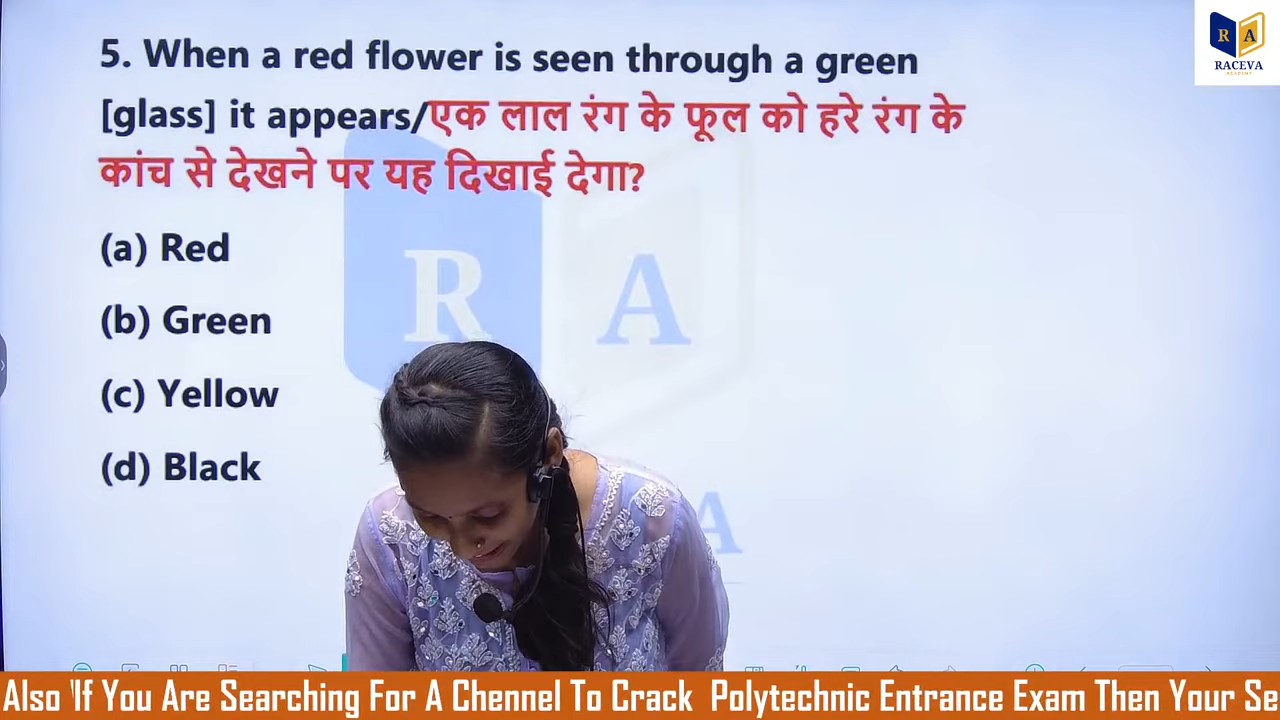 5. When a red flower is seen through a green
[glass] it appears/एक लाल रंग के फूल को हरे रंग के
कांच से देखने पर यह दिखाई देगा?
(a) Red
(b) Green
(c) Yellow
(d) Black
R A
RACEVA
ACADEMY
R A
A
Also 'If You Are Searching For A Chennel To Crack Polytechnic Entrance Exam Then Your Se